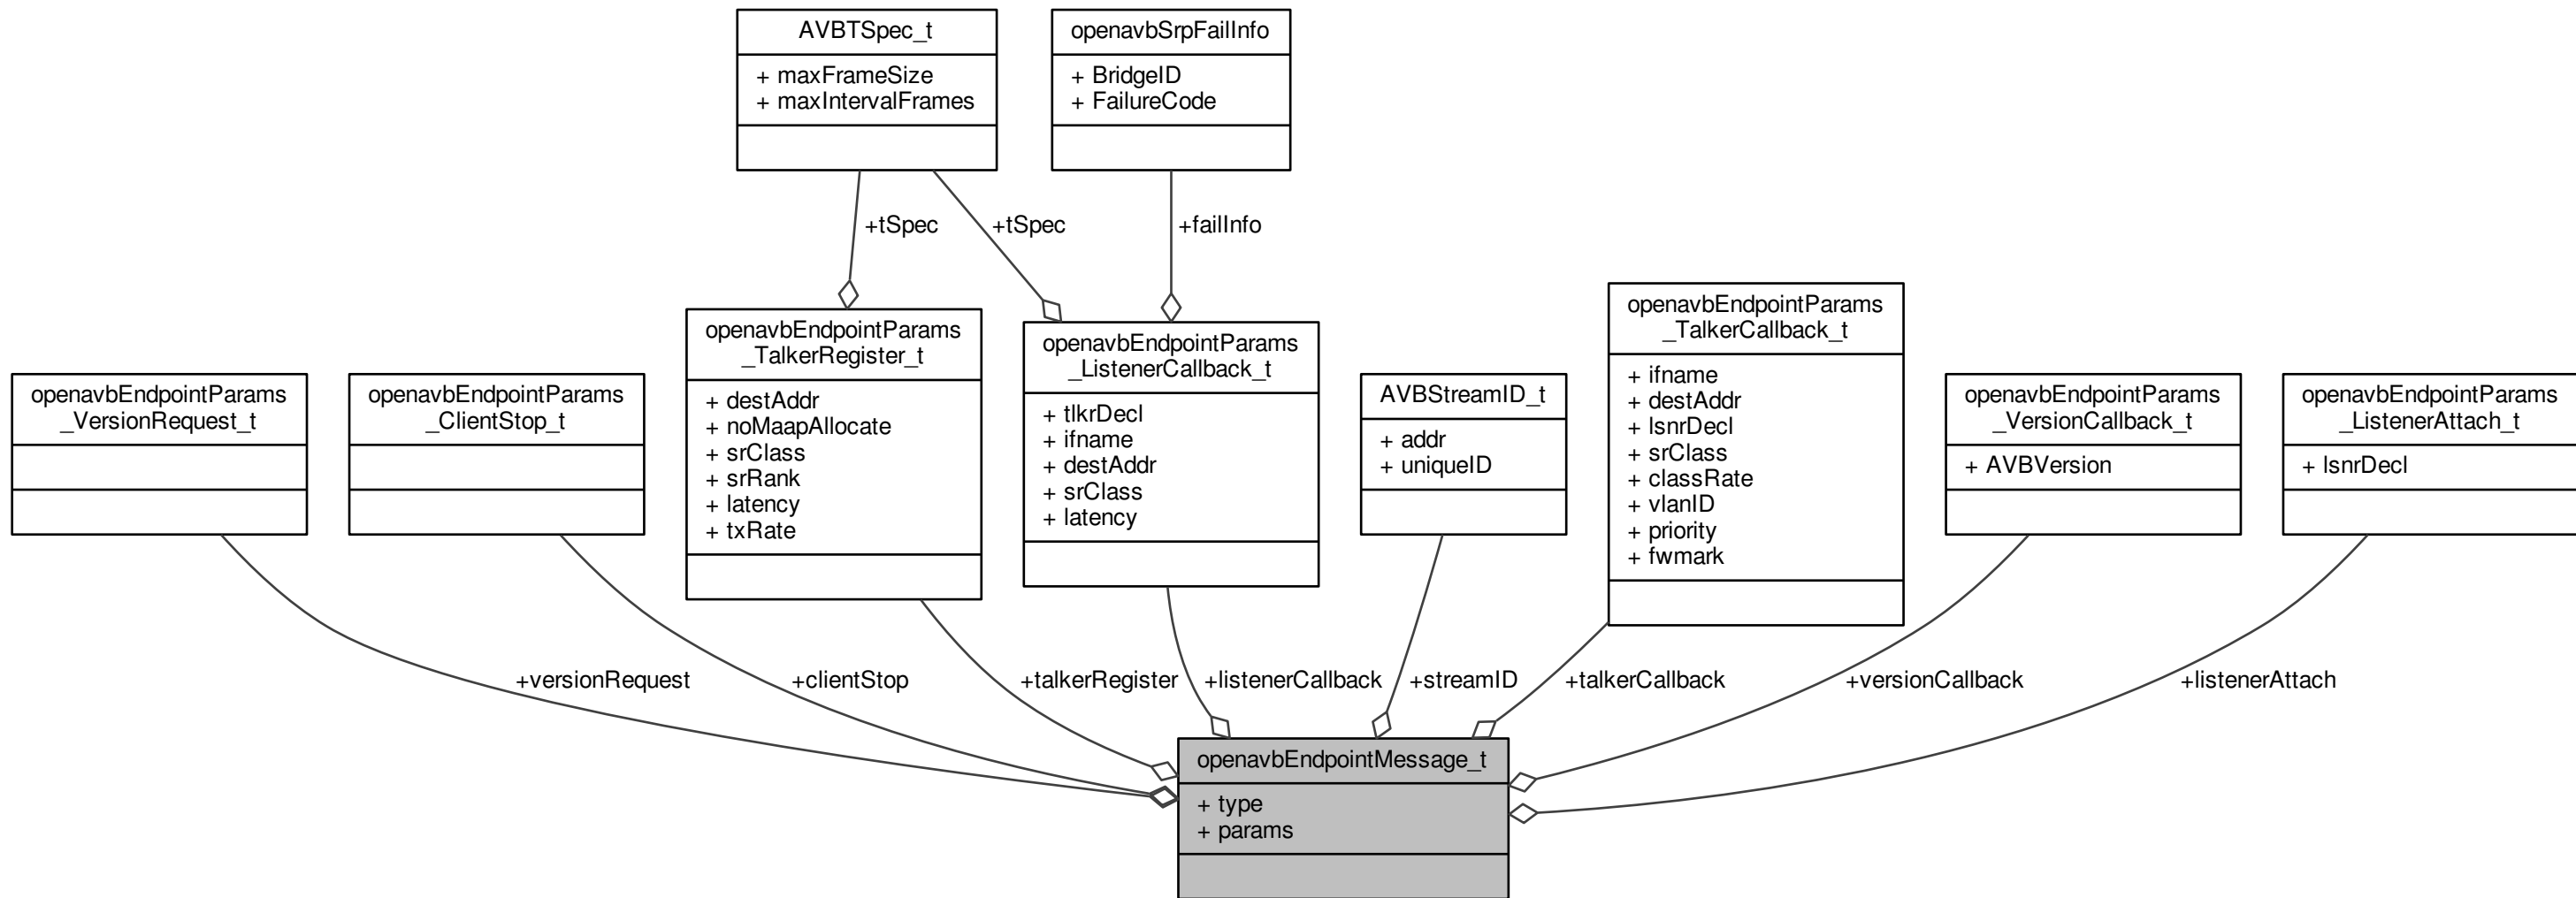 AVBTSpec_t
+ maxFrameSize
+ maxIntervalFrames
openavbSrpFailInfo
+ BridgeID
+ FailureCode
+tSpec
+tSpec
+failInfo
openavbEndpointParams
_VersionRequest_t
openavbEndpointParams
_ClientStop_t
openavbEndpointParams
_TalkerRegister_t
+ destAddr
+ noMaapAllocate
+ srClass
+ srRank
+ latency
+ txRate
openavbEndpointParams
_ListenerCallback_t
+ tlkrDecl
+ ifname
+ destAddr
+ srClass
+ latency
AVBStreamID_t
+ addr
+ uniqueID
openavbEndpointParams
_TalkerCallback_t
+ ifname
+ destAddr
+ lsnrDecl
+ srClass
+ classRate
+ vlanID
+ priority
+ fwmark
openavbEndpointParams
_VersionCallback_t
+ AVBVersion
openavbEndpointParams
_ListenerAttach_t
+ lsnrDecl
+versionRequest
+clientStop
+talkerRegister
+listenerCallback
+streamID
+talkerCallback
+versionCallback
+listenerAttach
openavbEndpointMessage_t
+ type
+ params